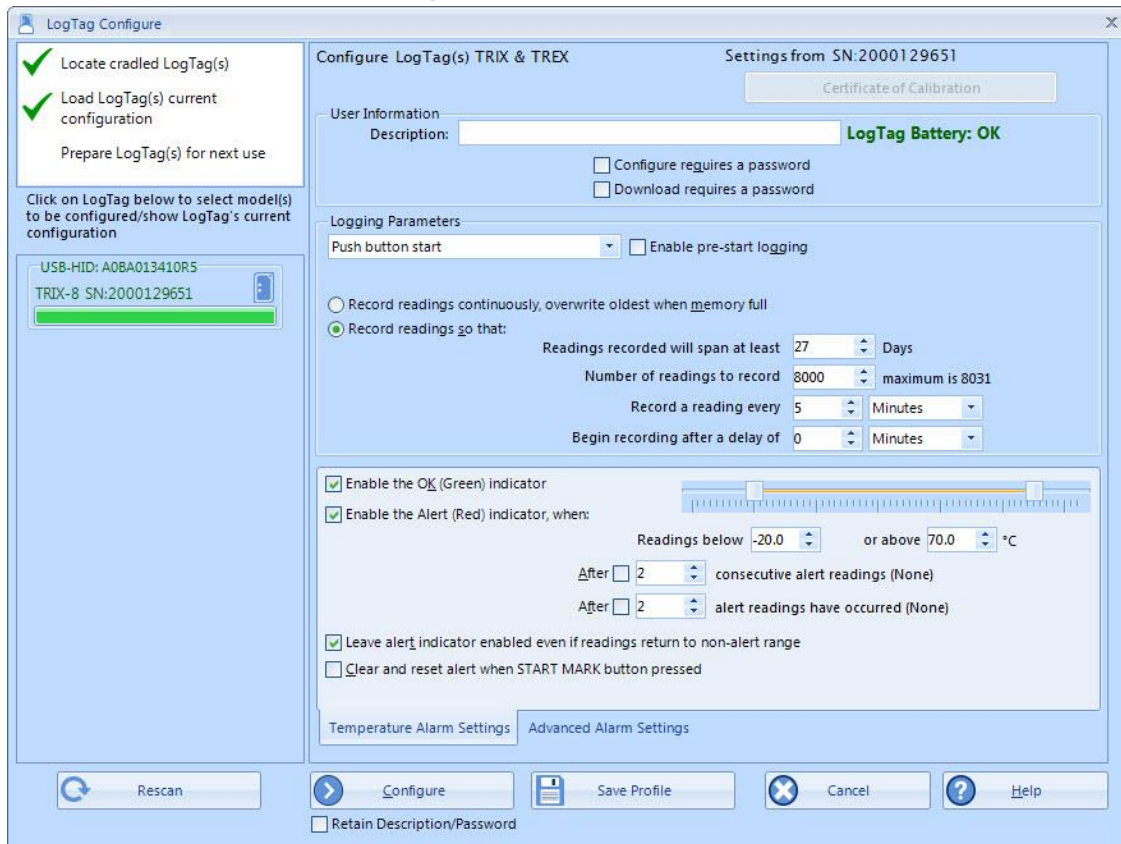 LogTag Configure
X
Locate cradled LogTag(s)
Load LogTag(s) current
configuration
Prepare LogTag(s) for next use
Click on LogTag below to select model(s)
to be configured/show LogTag's current
configuration
USB-HID: A0BA013410R5
TRIX-8 SN:2000129651
Configure LogTag(s) TRIX & TREX
Settings from SN:2000129651
Certificate of Calibration
User Information
Description:
LogTag Battery: OK
Configure requires a password
Download requires a password
Logging Parameters
Push button start
Enable pre-start logging
Record readings continuously, overwrite oldest when memory full
Record readings so that:
Readings recorded will span at least 27 Days
Number of readings to record 8000 maximum is 8031
Record a reading every 5 Minutes
Begin recording after a delay of 0 Minutes
Enable the OK (Green) indicator
Enable the Alert (Red) indicator, when:
Readings below -20.0 or above 70.0 °C
After 2 consecutive alert readings (None)
After 2 alert readings have occurred (None)
Leave alert indicator enabled even if readings return to non-alert range
Clear and reset alert when START MARK button pressed
Temperature Alarm Settings
Advanced Alarm Settings
Rescan
Configure
Save Profile
Cancel
? Help
Retain Description/Password